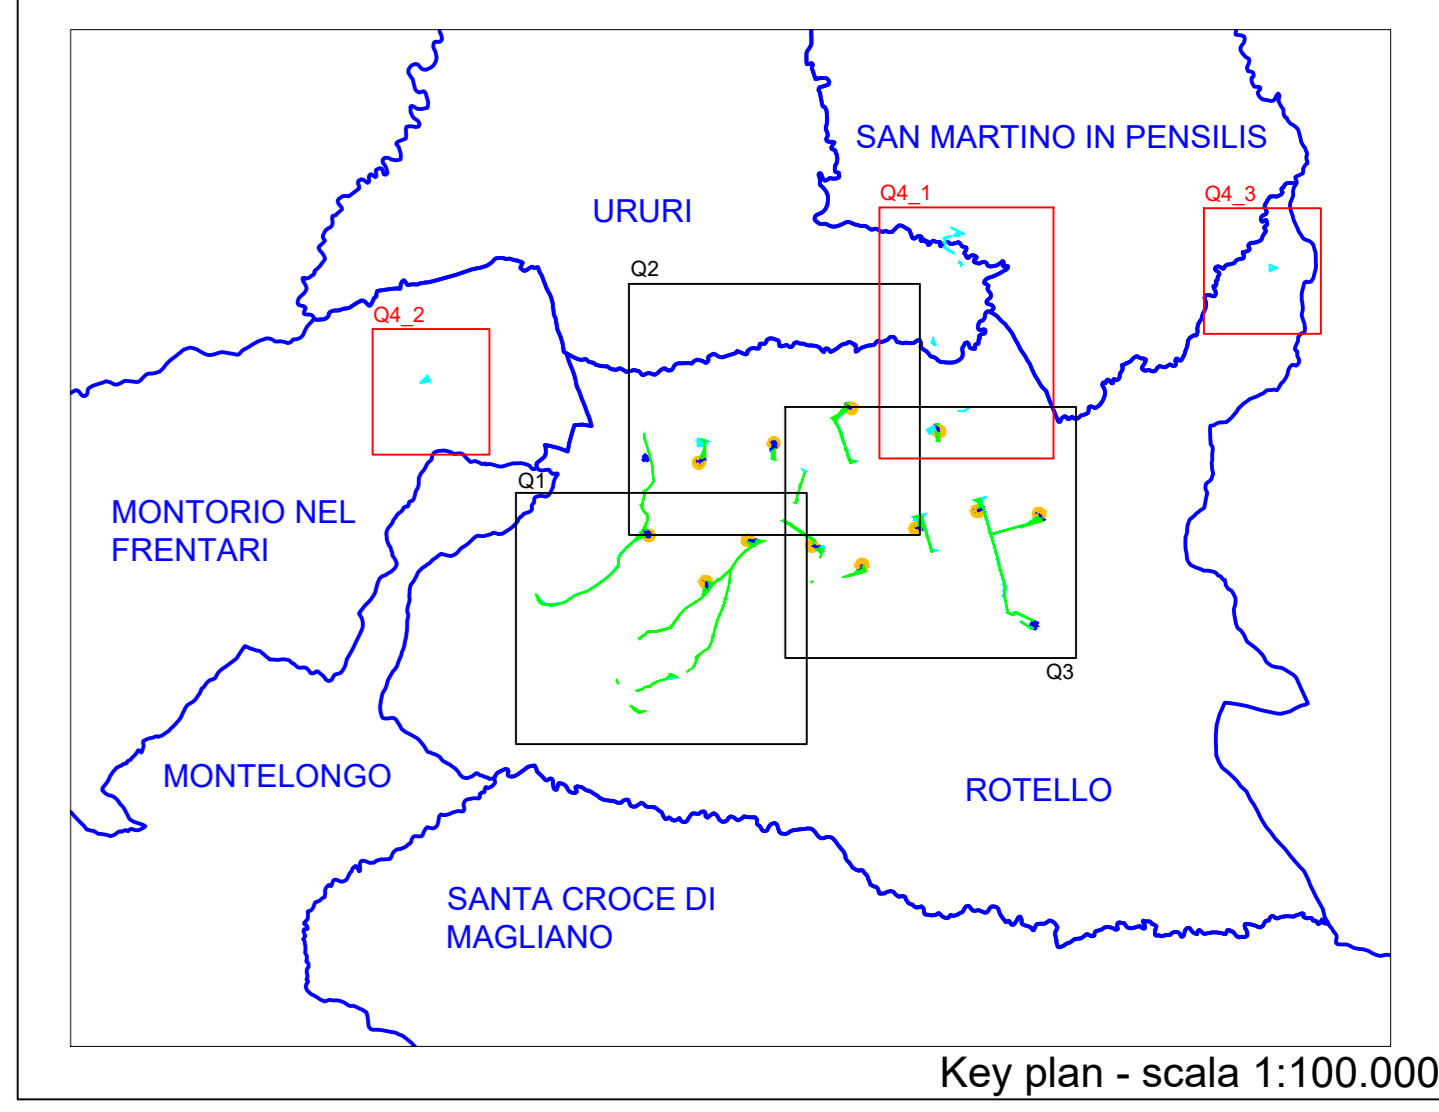 SAN MARTINO IN PENSILIS
Q4_1
Q4_3
URURI
Q2
Q4_2
Q1
MONTORIO NEL
FRENTARI
Q3
MONTELONGO
ROTELLO
SANTA CROCE DI
MAGLIANO
Key plan - scala 1:100.000